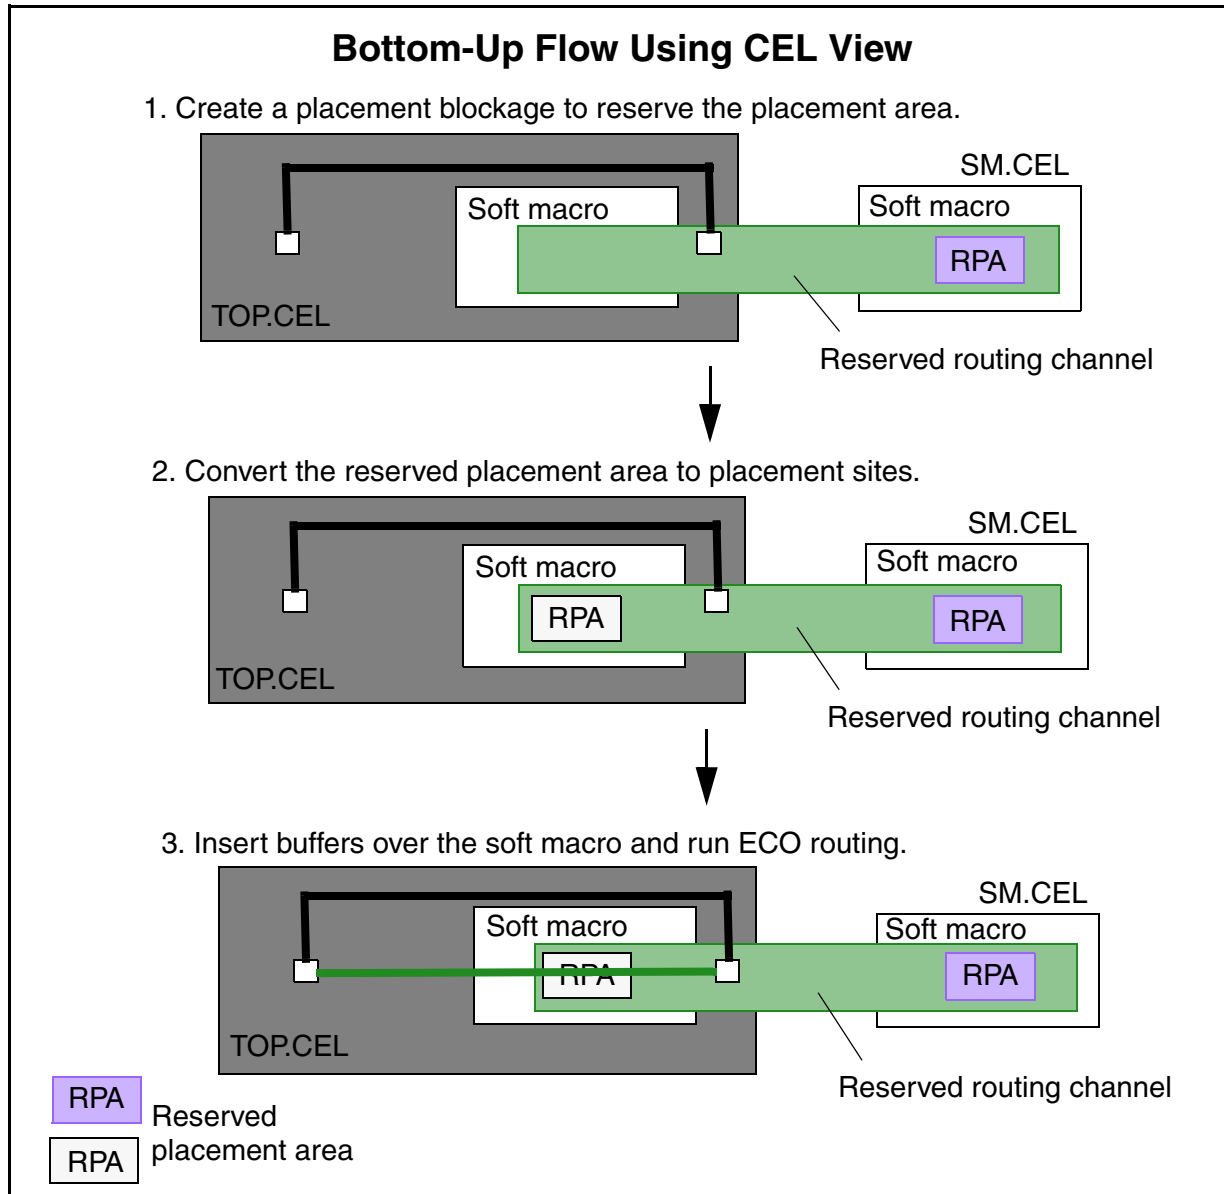 Bottom-Up Flow Using CEL View
1. Create a placement blockage to reserve the placement area.
SM.CEL
Soft macro
Soft macro
RPA
TOP.CEL
Reserved routing channel
2. Convert the reserved placement area to placement sites.
SM.CEL
Soft macro
Soft macro
RPA
RPA
TOP.CEL
Reserved routing channel
3. Insert buffers over the soft macro and run ECO routing.
SM.CEL
Soft macro
Soft macro
RPA
RPA
TOP.CEL
Reserved routing channel
RPA
Reserved
placement area
RPA